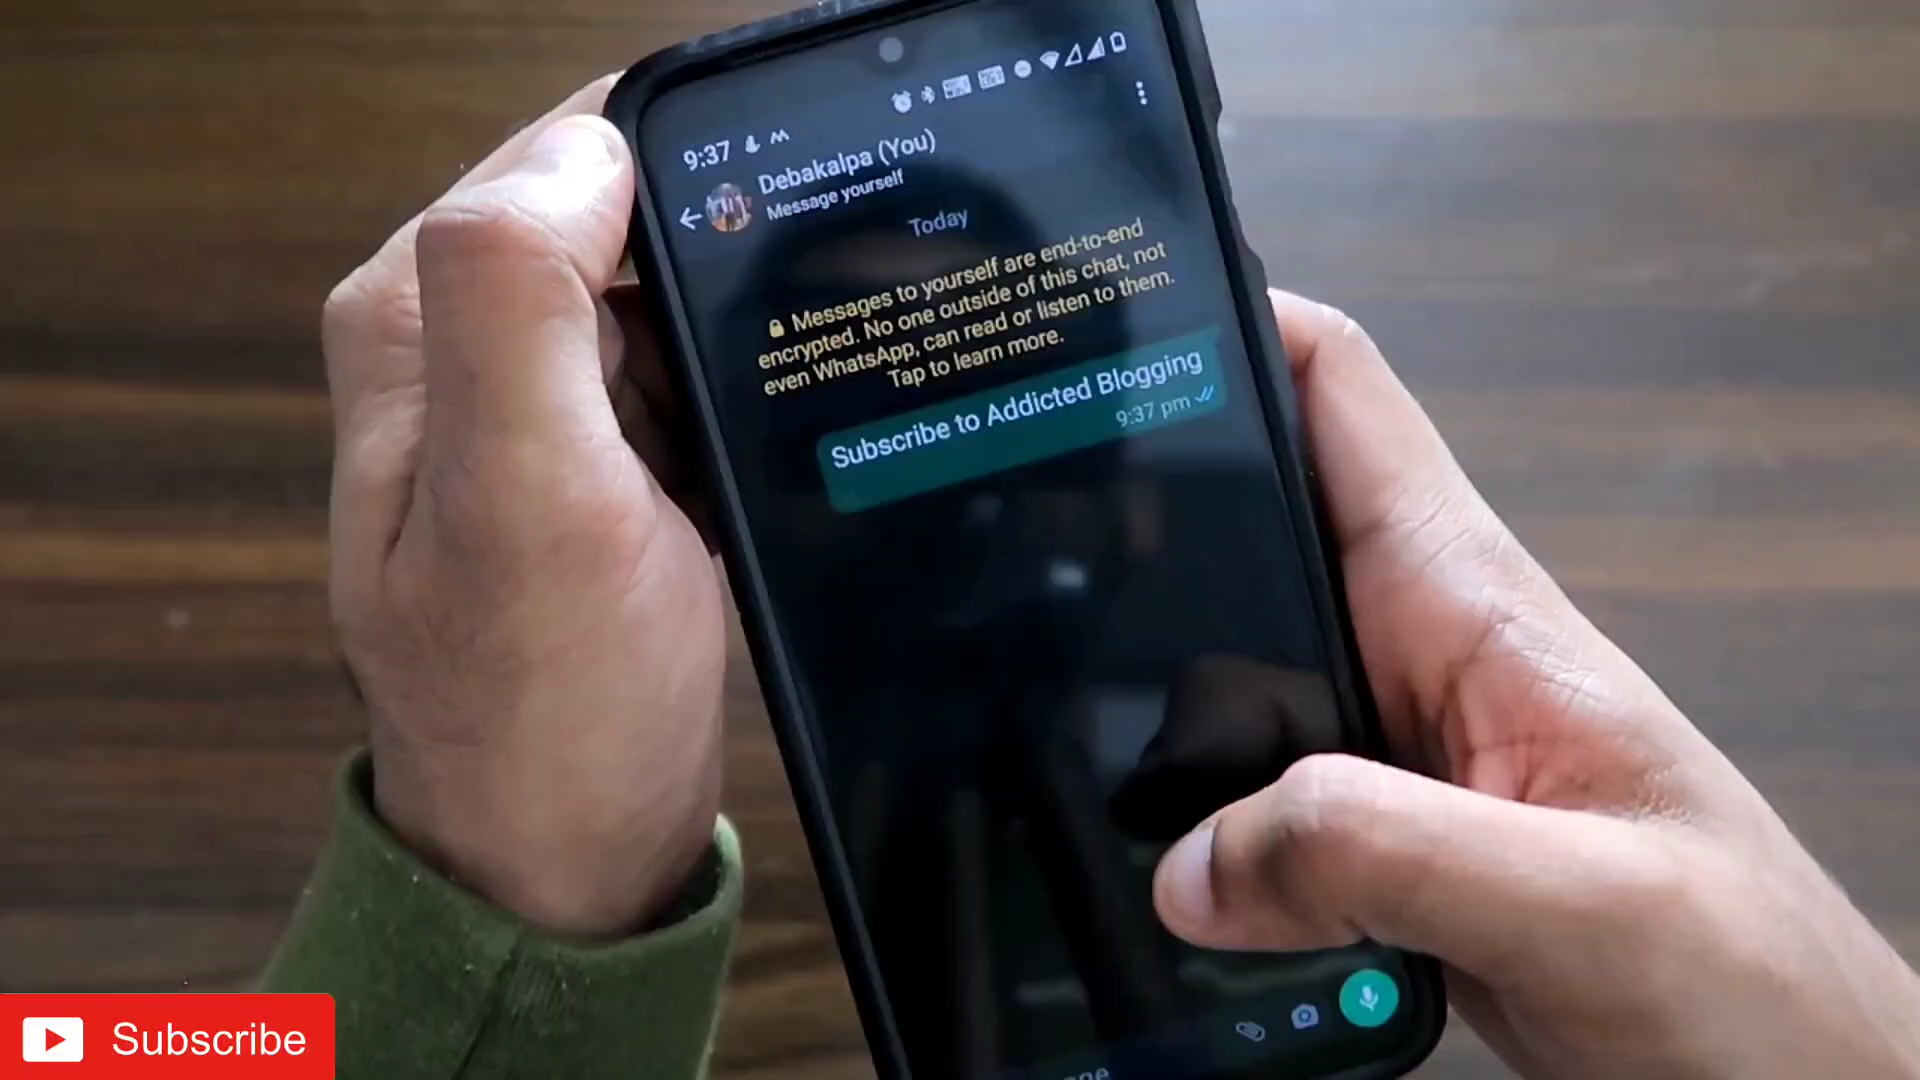 9:37
Debakalpa (You)
Message yourself
Today
Messages to yourself are end-to-end
encrypted. No one outside of this chat, not
even WhatsApp, can read or listen to them.
Tap to learn more.
Subscribe to Addicted Blogging
9:37 pm
Subscribe